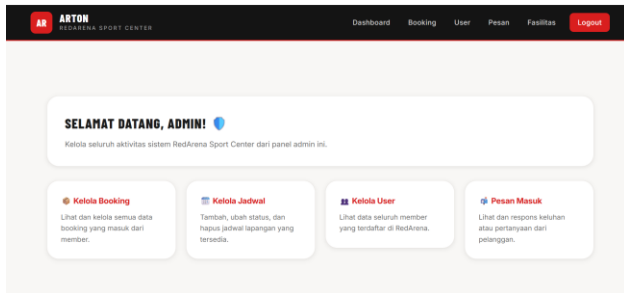 AR
ARTON
REDARENA SPORT CENTER
Dashboard Booking User Pesan Fasilitas Logout
SELAMAT DATANG, ADMIN!
Kelola seluruh aktivitas sistem RedArena Sport Center dari panel admin ini.
Kelola Booking
Lihat dan kelola semua data
booking yang masuk dari
member.
Kelola Jadwal
Tambah, ubah status, dan
hapus jadwal lapangan yang
tersedia.
Kelola User
Lihat data seluruh member
yang terdaftar di RedArena.
Pesan Masuk
Lihat dan respons keluhan
atau pertanyaan dari
pelanggan.